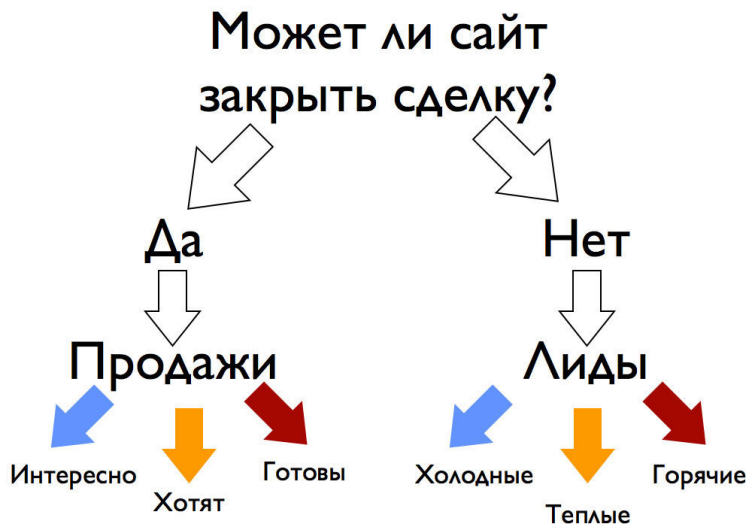 Может ли сайт
закрыть сделку?
Да
Нет
Продажи
Лиды
Интересно
Хотят
Готовы
Холодные
Теплые
Горячие